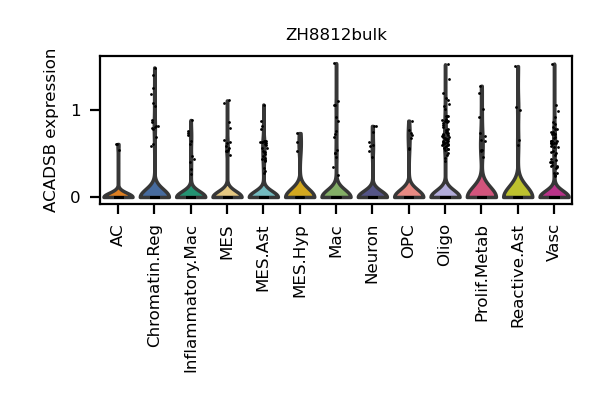 ZH8812bulk
ACADSB expression
1
0
AC
Chromatin.Reg
Inflammatory.Mac
MES
MES.Ast
MES.Hyp
Mac
Neuron
OPC
Oligo
Prolif.Metab
Reactive.Ast
Vasc